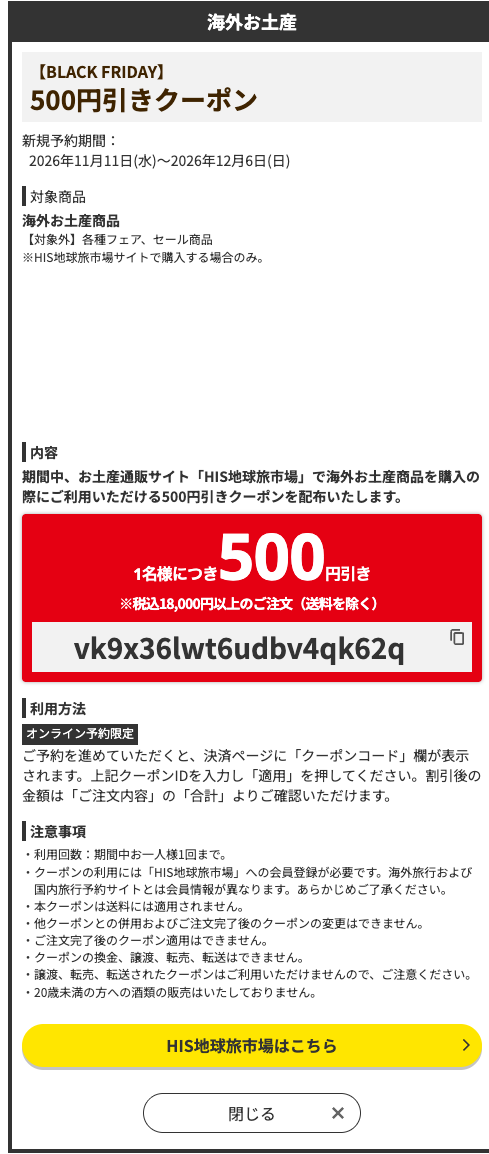 海外お土産
【BLACK FRIDAY】
500円引きクーポン
新規予約期間：
2026年11月11日(水)～2026年12月6日(日)
対象商品
海外お土産商品
【対象外】各種フェア、セール商品
※HIS地球旅市場サイトで購入する場合のみ。
内容
期間中、お土産通販サイト「HIS地球旅市場」で海外お土産商品を購入の
際にご利用いただける500円引きクーポンを配布いたします。
1名様につき500円引き
※税込18,000円以上のご注文（送料を除く）
vk9x36lwt6udbv4qk62q
利用方法
オンライン予約限定
ご予約を進めていただくと、決済ページに「クーポンコード」欄が表示
されます。上記クーポンIDを入力し「適用」を押してください。割引後の
金額は「ご注文内容」の「合計」よりご確認いただけます。
注意事項
・利用回数：期間中お一人様1回まで。
・クーポンの利用には「HIS地球旅市場」への会員登録が必要です。海外旅行および
国内旅行予約サイトとは会員情報が異なります。あらかじめご了承ください。
・本クーポンは送料には適用されません。
・他クーポンとの併用およびご注文完了後のクーポンの変更はできません。
・ご注文完了後のクーポン適用はできません。
・クーポンの換金、譲渡、転売、転送はできません。
・譲渡、転売、転送されたクーポンはご利用いただけませんので、ご注意ください。
・20歳未満の方への酒類の販売はいたしておりません。
HIS地球旅市場はこちら
閉じる